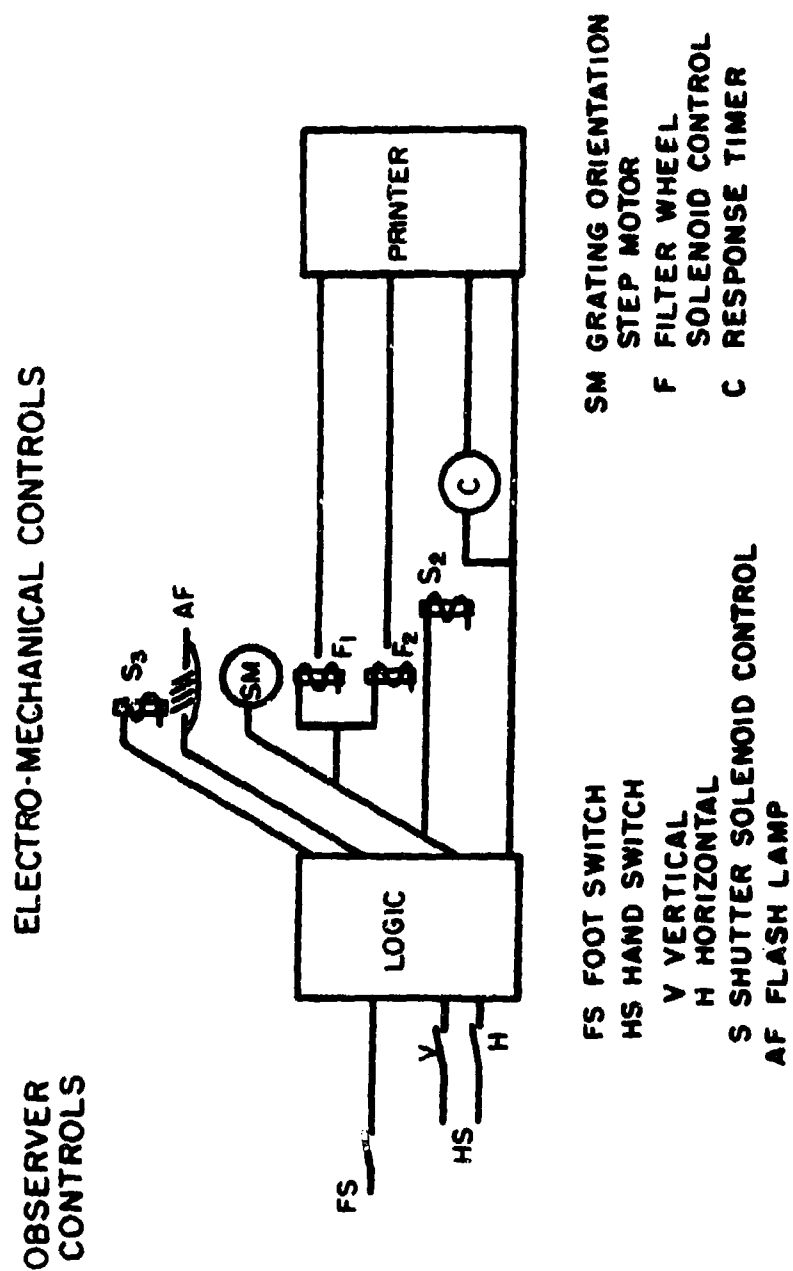 OBSERVER
CONTROLS
ELECTRO-MECHANICAL CONTROLS
S3
AF
SM
F1
F2
S2
C
FS
HS
V
H
LOGIC
PRINTER
FS FOOT SWITCH
HS HAND SWITCH
V VERTICAL
H HORIZONTAL
S SHUTTER SOLENOID CONTROL
AF FLASH LAMP
SM GRATING ORIENTATION
STEP MOTOR
F FILTER WHEEL
SOLENOID CONTROL
C RESPONSE TIMER